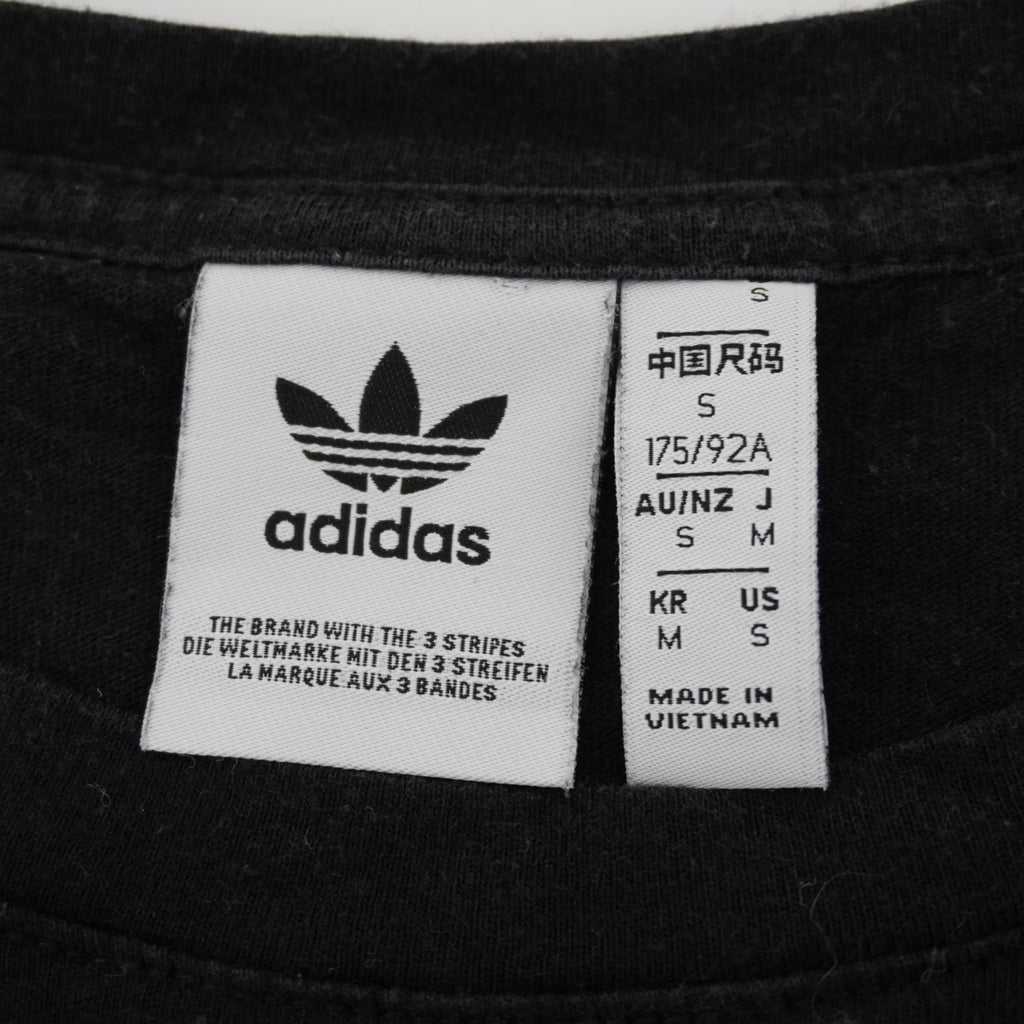 adidas
THE BRAND WITH THE 3 STRIPES
DIE WELTMARKE MIT DEN 3 STREIFEN
LA MARQUE AUX 3 BANDES
S
中国尺码
S
175/92A
AU/NZ J
S M
KR US
M S
MADE IN
VIETNAM